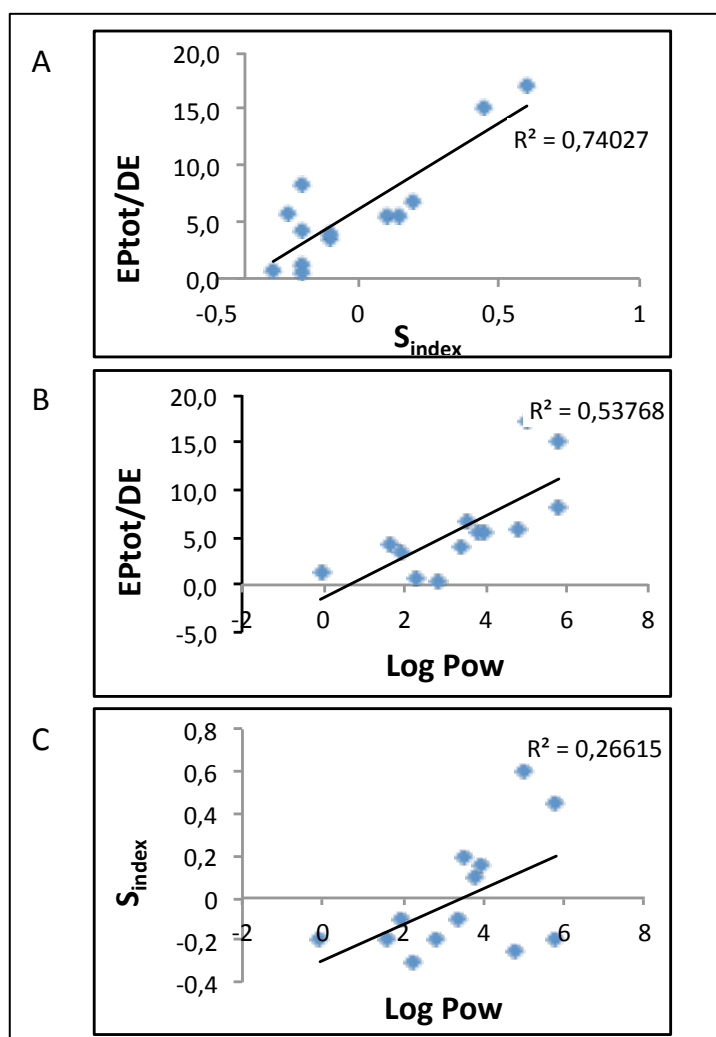 A
EPtot/DE
20,0
15,0
10,0
5,0
0,0
-0,5
0
0,5
1
R² = 0,74027
Sindex
B
EPtot/DE
20,0
15,0
10,0
5,0
0,0
-5,0
-2
0
2
4
6
8
R² = 0,53768
Log Pow
C
Sindex
0,8
0,6
0,4
0,2
0
-0,2
-0,4
-2
0
2
4
6
8
R² = 0,26615
Log Pow